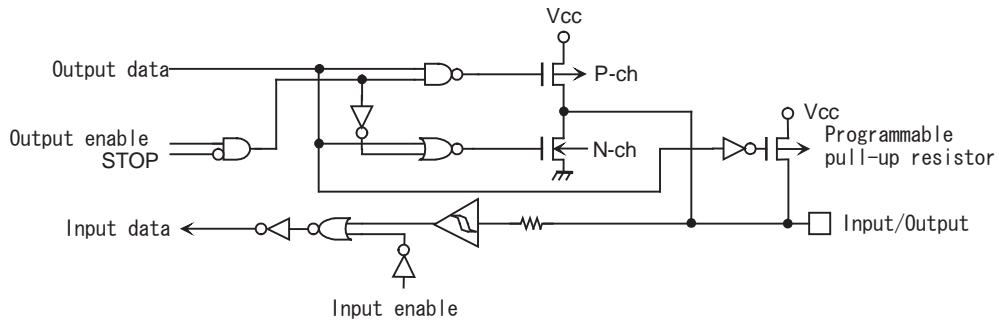 Vcc
Output data
P-ch
Vcc
Output enable
STOP
N-ch
Programmable
pull-up resistor
Input data
Input/Output
Input enable